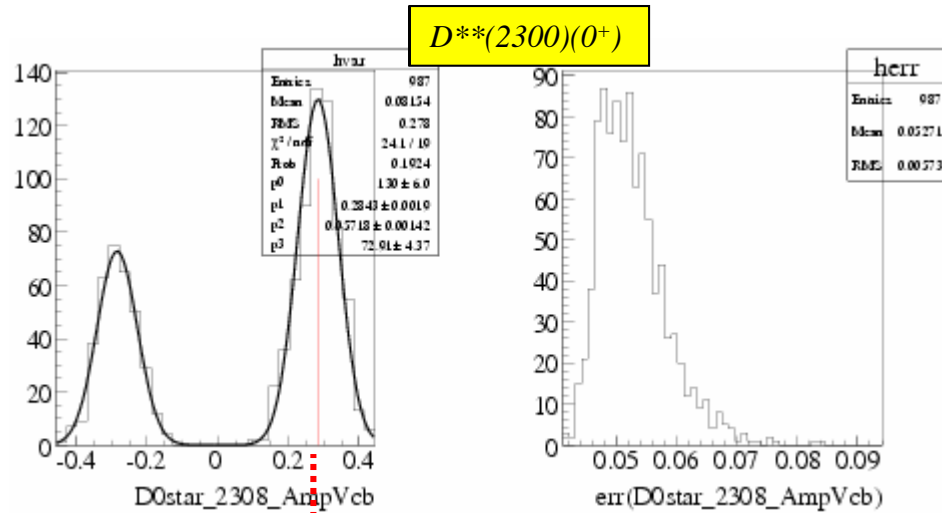 D**(2300)(0⁺)
hvar
Entries 987
Mean 0.08154
RMS 0.278
χ² / ndf 24.1 / 19
Prob 0.1924
p0 130 ± 6.0
p1 0.2843 ± 0.0019
p2 0.05718 ± 0.00142
p3 72.91 ± 4.37
140
120
100
80
60
40
20
0
-0.4 -0.2 0 0.2 0.4
D0star_2308_AmpVcb
herr
Entries 987
Mean 0.05271
RMS 0.00573
90
80
70
60
50
40
30
20
10
0
0.05 0.06 0.07 0.08 0.09
err(D0star_2308_AmpVcb)